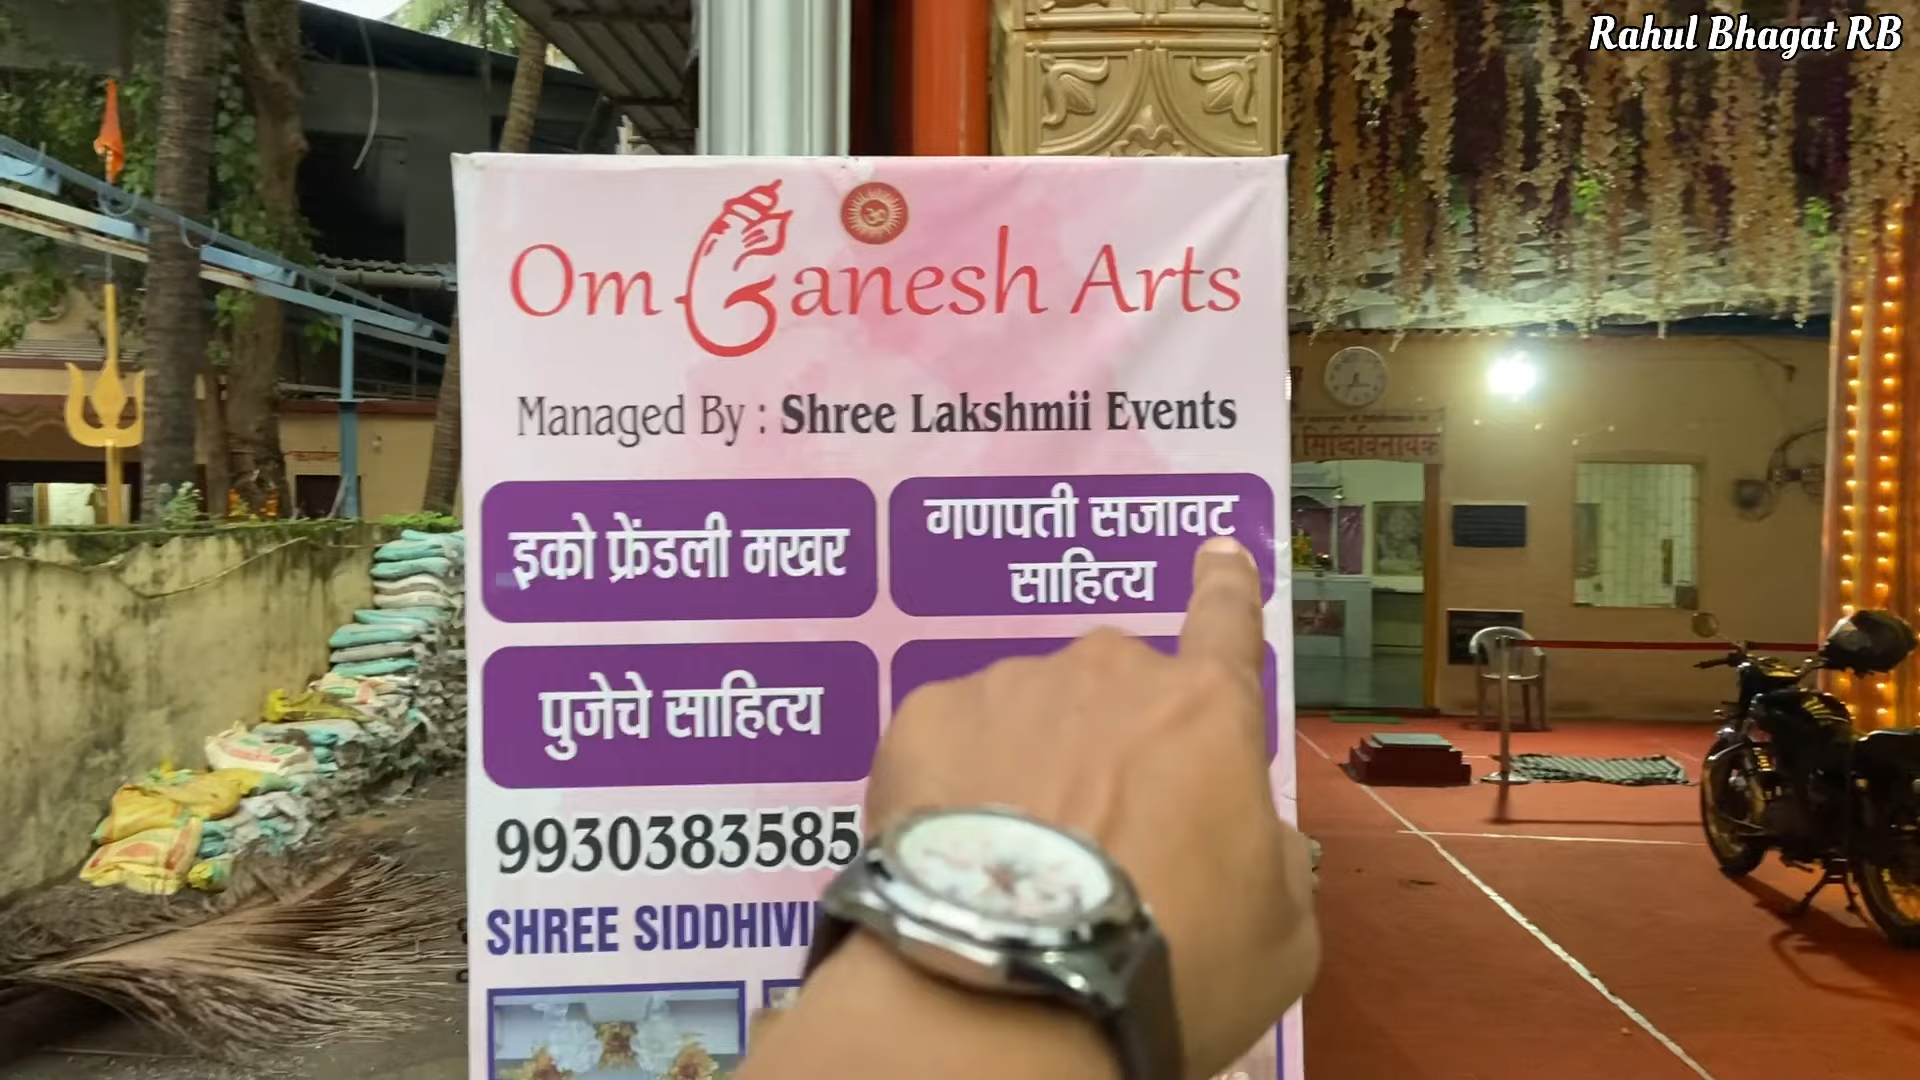 Rahul Bhagat RB
Om Ganesh Arts
Managed By : Shree Lakshmii Events
इको फ्रेंडली मखर
गणपती सजावट
साहित्य
पुजेचे साहित्य
9930383585
SHREE
सिद्धिविनायक